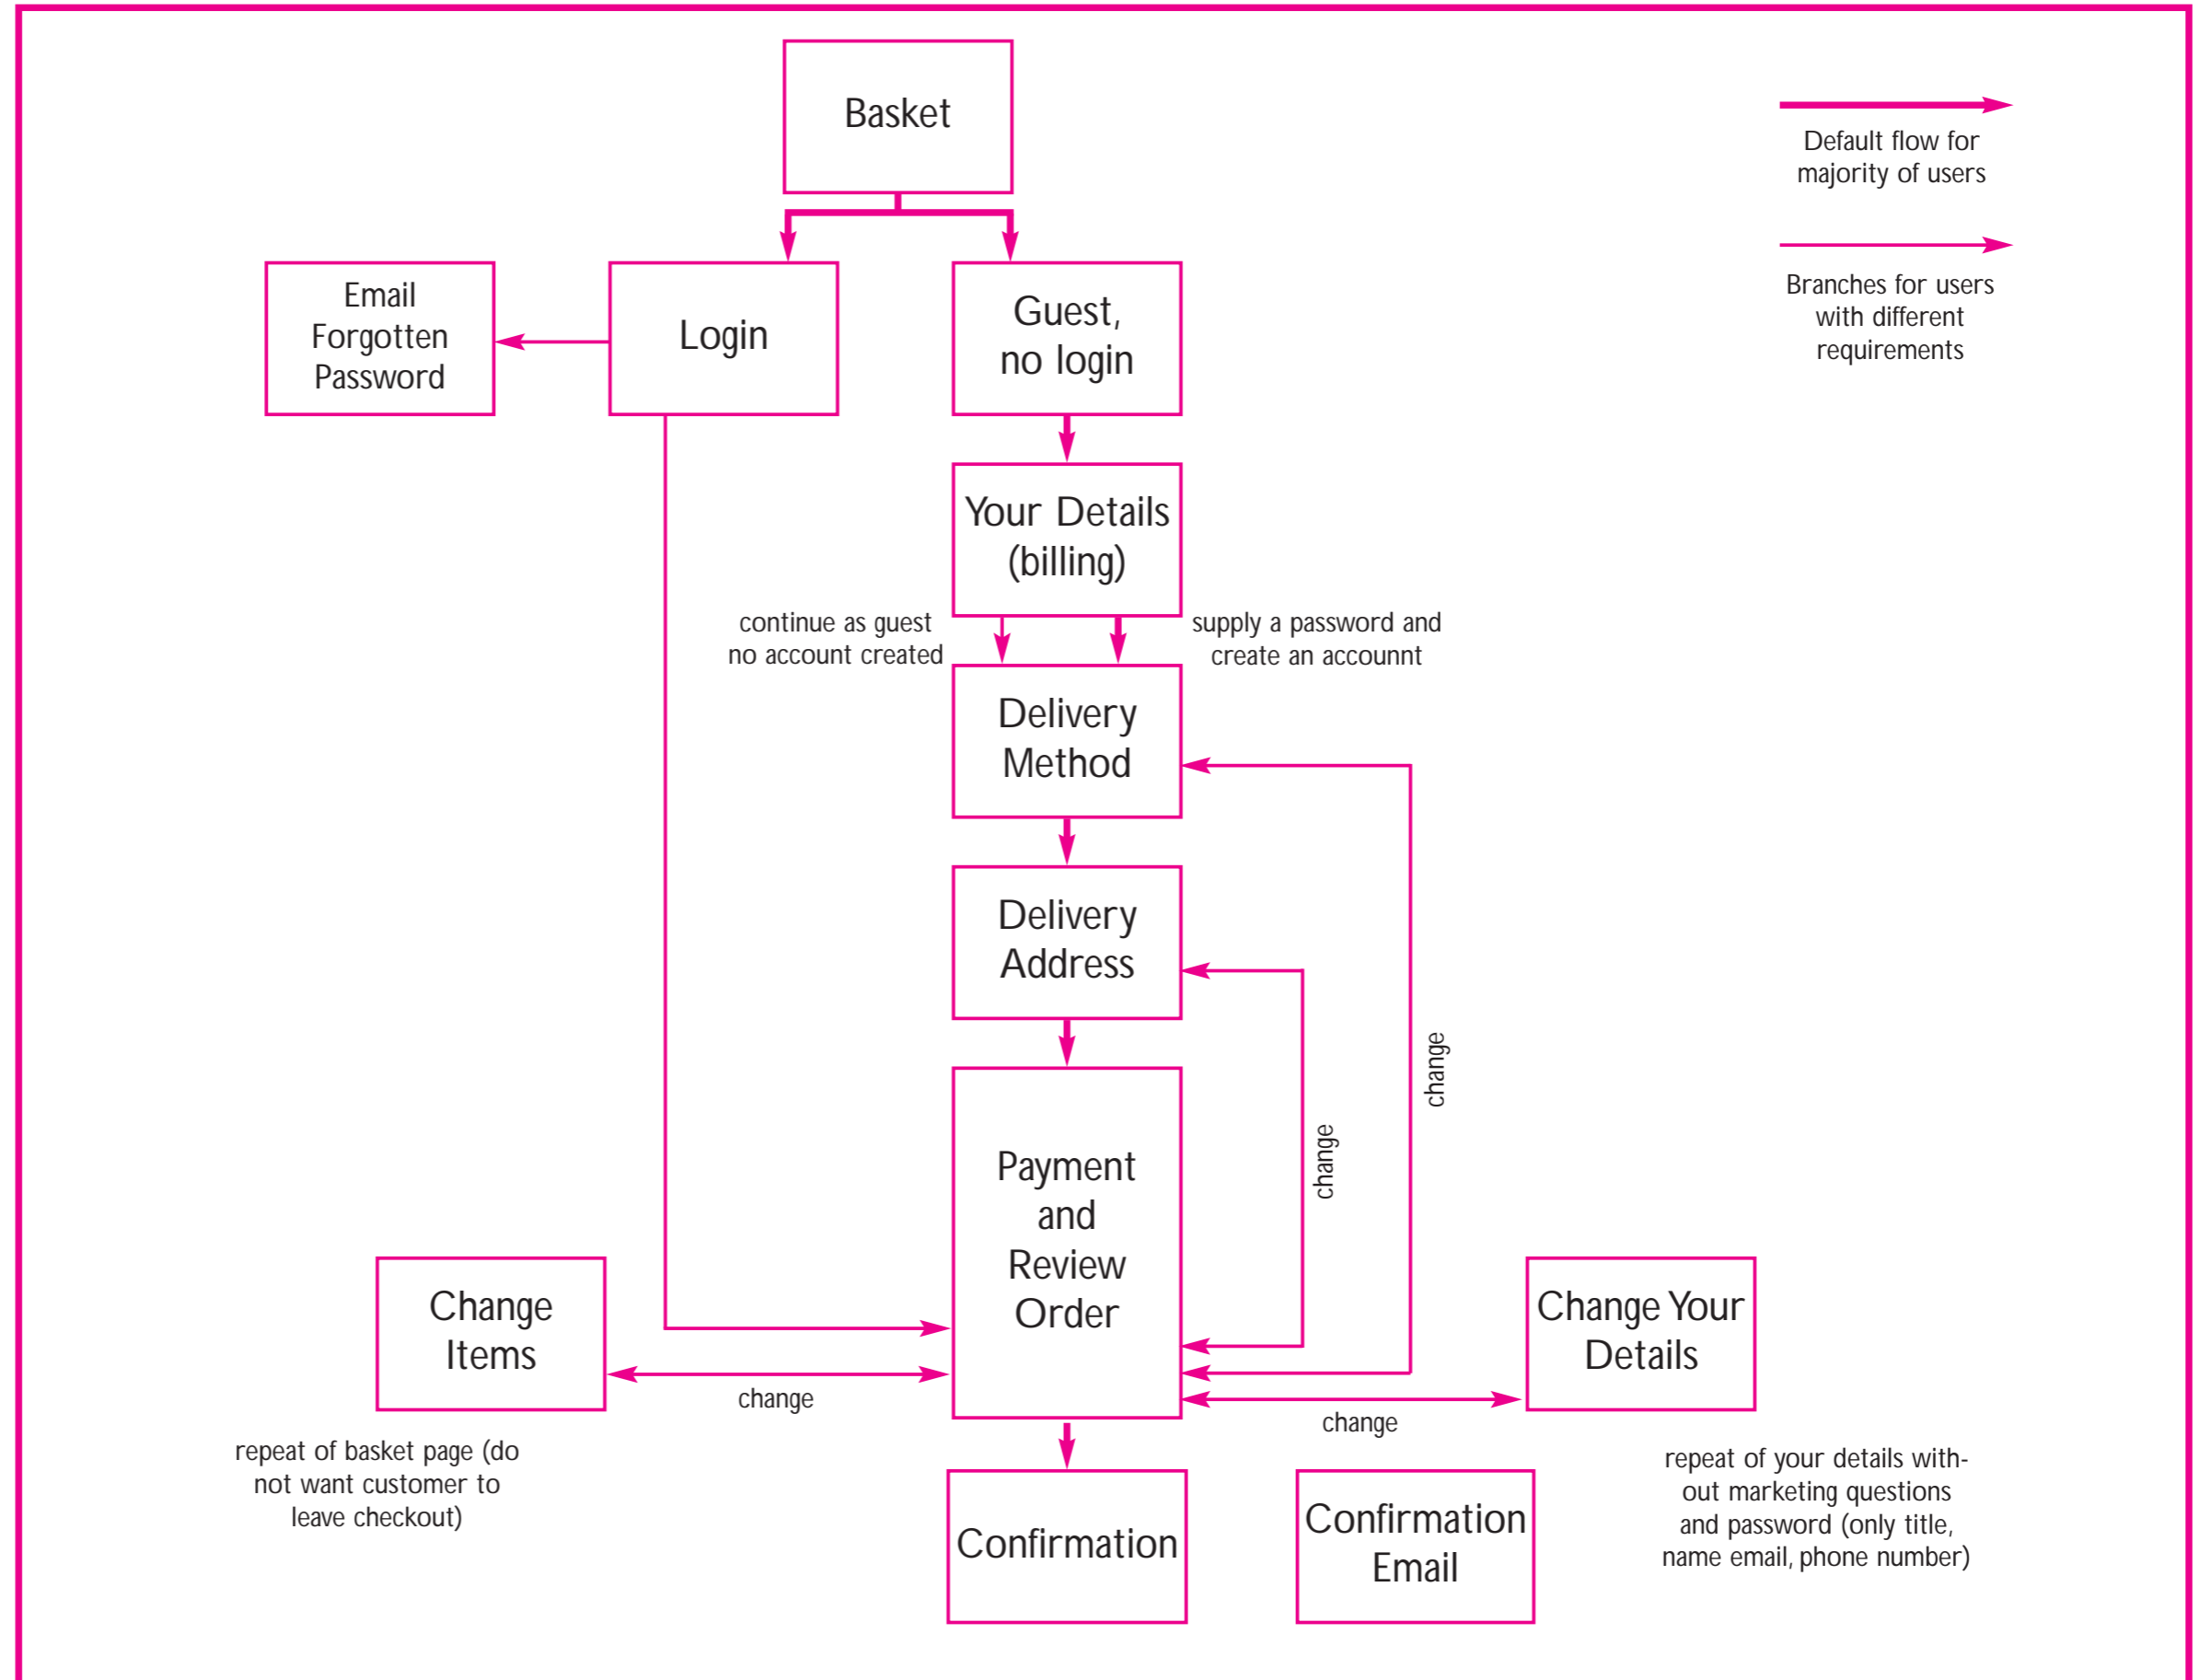 Basket
Default flow for
majority of users
Branches for users
with different
requirements
Email
Forgotten
Password
Login
Guest,
no login
Your Details
(billing)
continue as guest
no account created
supply a password and
create an accounnt
Delivery
Method
Delivery
Address
change
change
Payment
and
Review
Order
Change
Items
change
repeat of basket page (do
not want customer to
leave checkout)
Change Your
Details
change
repeat of your details with-
out marketing questions
and password (only title,
name email, phone number)
Confirmation
Confirmation
Email